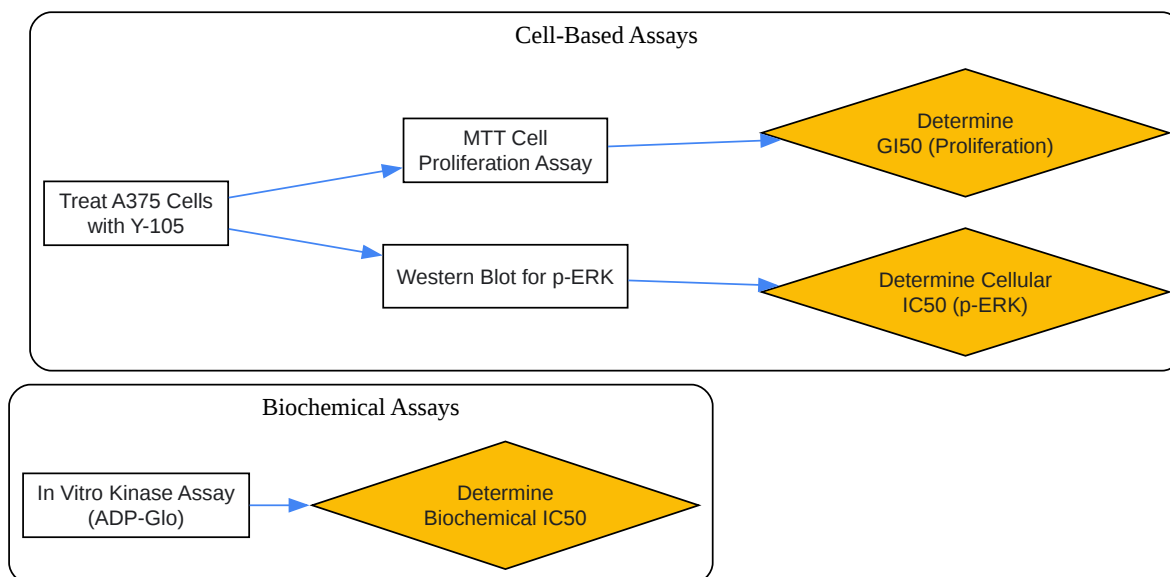 Cell-Based Assays
Treat A375 Cells
with Y-105
MTT Cell
Proliferation Assay
Determine
GI50 (Proliferation)
Western Blot for p-ERK
Determine Cellular
IC50 (p-ERK)
Biochemical Assays
In Vitro Kinase Assay
(ADP-Glo)
Determine
Biochemical IC50